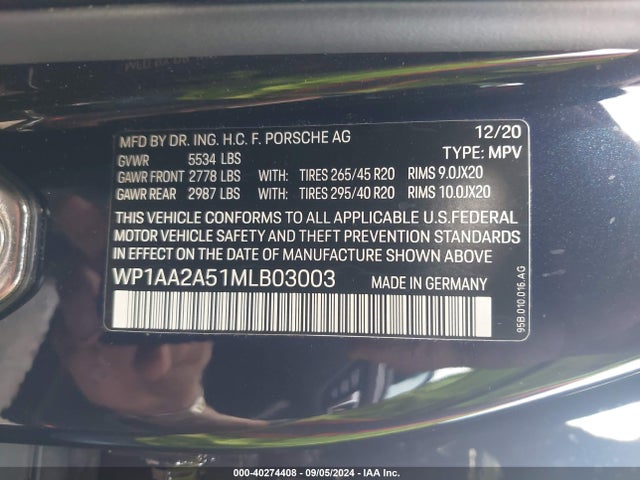 MFD BY DR. ING. H.C. F. PORSCHE AG 12/20
GVWR 5534 LBS TYPE: MPV
GAWR FRONT 2778 LBS WITH: TIRES 265/45 R20 RIMS 9.0JX20
GAWR REAR 2987 LBS WITH: TIRES 295/40 R20 RIMS 10.0JX20
THIS VEHICLE CONFORMS TO ALL APPLICABLE U.S.FEDERAL
MOTOR VEHICLE SAFETY AND THEFT PREVENTION STANDARDS
IN EFFECT ON THE DATE OF MANUFACTURE SHOWN ABOVE
WP1AA2A51MLB03003 MADE IN GERMANY
95B.010.016.AG
000-40274408 - 09/05/2024 - IAA Inc.